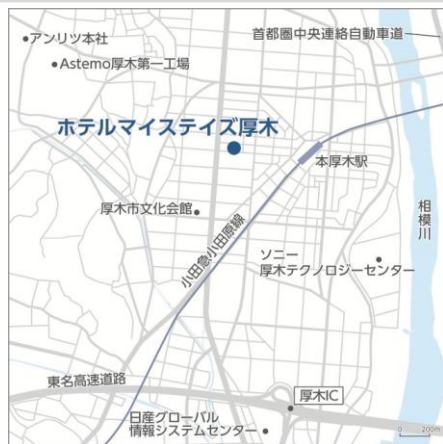 首都圏中央連絡自動車道
アンリツ本社
Astemo厚木第一工場
ホテルマイステイズ厚木
本厚木駅
厚木市文化会館
相模川
小田急小田原線
ソニー
厚木テクノロジーセンター
東名高速道路
厚木IC
日産グローバル
情報システムセンター
0 200m